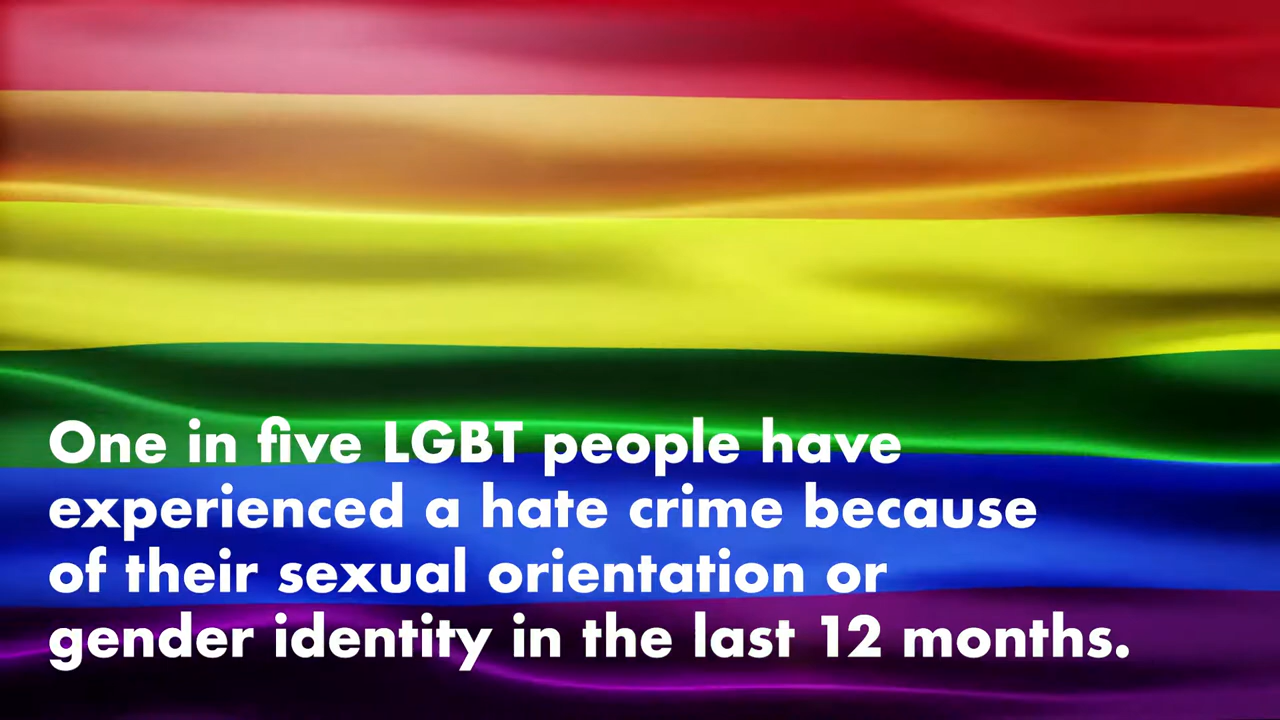 One in five LGBT people have
experienced a hate crime because
of their sexual orientation or
gender identity in the last 12 months.